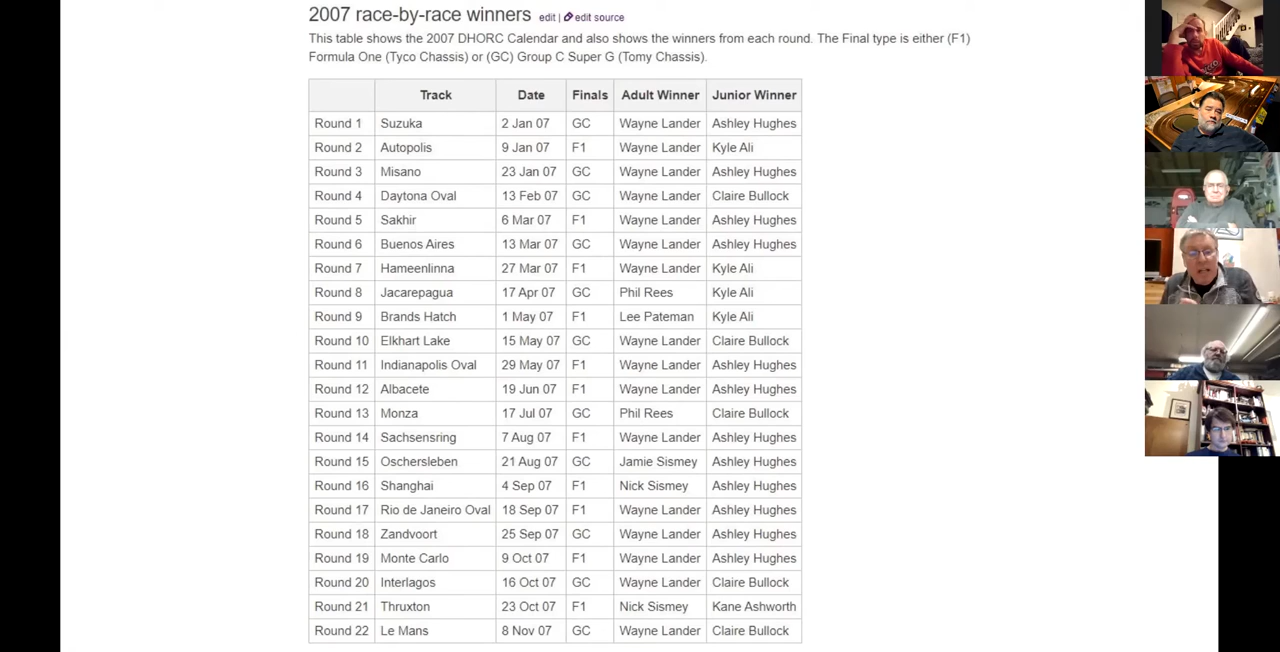 2007 race-by-race winners edit | edit source
This table shows the 2007 DHORC Calendar and also shows the winners from each round. The Final type is either (F1)
Formula One (Tyco Chassis) or (GC) Group C Super G (Tomy Chassis).
Track Date Finals Adult Winner Junior Winner
Round 1 Suzuka 2 Jan 07 GC Wayne Lander Ashley Hughes
Round 2 Autopolis 9 Jan 07 F1 Wayne Lander Kyle Ali
Round 3 Misano 23 Jan 07 GC Wayne Lander Ashley Hughes
Round 4 Daytona Oval 13 Feb 07 GC Wayne Lander Claire Bullock
Round 5 Sakhir 6 Mar 07 F1 Wayne Lander Ashley Hughes
Round 6 Buenos Aires 13 Mar 07 GC Wayne Lander Ashley Hughes
Round 7 Hameenlinna 27 Mar 07 F1 Wayne Lander Kyle Ali
Round 8 Jacarepagua 17 Apr 07 GC Phil Rees Kyle Ali
Round 9 Brands Hatch 1 May 07 F1 Lee Pateman Kyle Ali
Round 10 Elkhart Lake 15 May 07 GC Wayne Lander Claire Bullock
Round 11 Indianapolis Oval 29 May 07 F1 Wayne Lander Ashley Hughes
Round 12 Albacete 19 Jun 07 F1 Wayne Lander Ashley Hughes
Round 13 Monza 17 Jul 07 GC Phil Rees Claire Bullock
Round 14 Sachsensring 7 Aug 07 F1 Wayne Lander Ashley Hughes
Round 15 Oschersleben 21 Aug 07 GC Jamie Sismey Ashley Hughes
Round 16 Shanghai 4 Sep 07 F1 Nick Sismey Ashley Hughes
Round 17 Rio de Janeiro Oval 18 Sep 07 F1 Wayne Lander Ashley Hughes
Round 18 Zandvoort 25 Sep 07 GC Wayne Lander Ashley Hughes
Round 19 Monte Carlo 9 Oct 07 F1 Wayne Lander Ashley Hughes
Round 20 Interlagos 16 Oct 07 GC Wayne Lander Claire Bullock
Round 21 Thruxton 23 Oct 07 F1 Nick Sismey Kane Ashworth
Round 22 Le Mans 8 Nov 07 GC Wayne Lander Claire Bullock